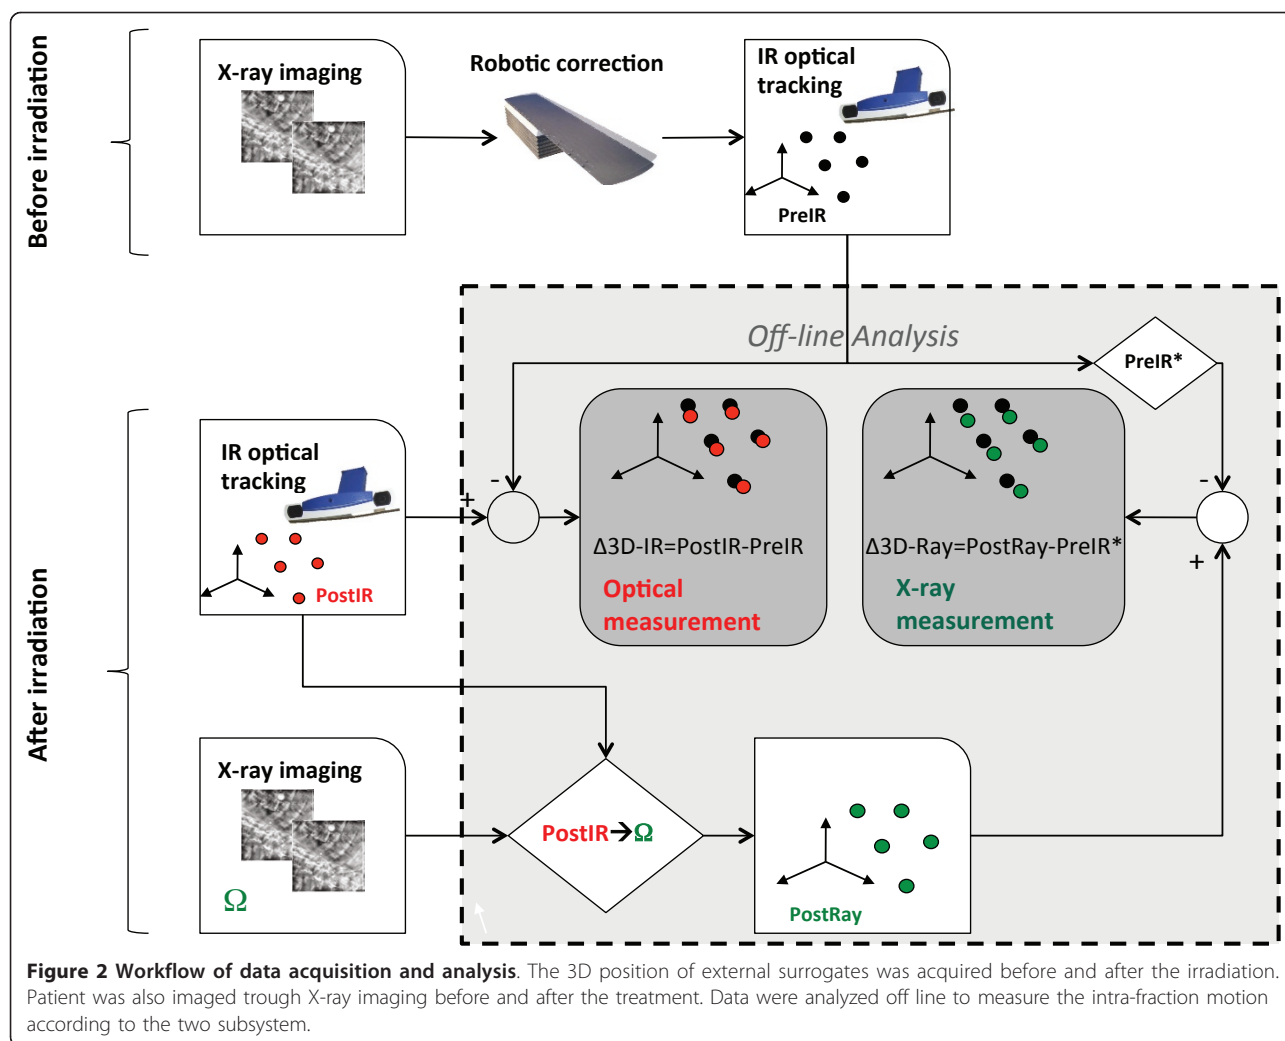 Before irradiation
X-ray imaging
Robotic correction
IR optical
tracking
PreIR
Off-line Analysis
PreIR*
After irradiation
IR optical
tracking
PostIR
+
-
Δ3D-IR=PostIR-PreIR
Optical
measurement
Δ3D-Ray=PostRay-PreIR*
X-ray
measurement
-
+
X-ray imaging
Ω
PostIR→Ω
PostRay
Figure 2 Workflow of data acquisition and analysis. The 3D position of external surrogates was acquired before and after the irradiation.
Patient was also imaged trough X-ray imaging before and after the treatment. Data were analyzed off line to measure the intra-fraction motion
according to the two subsystem.